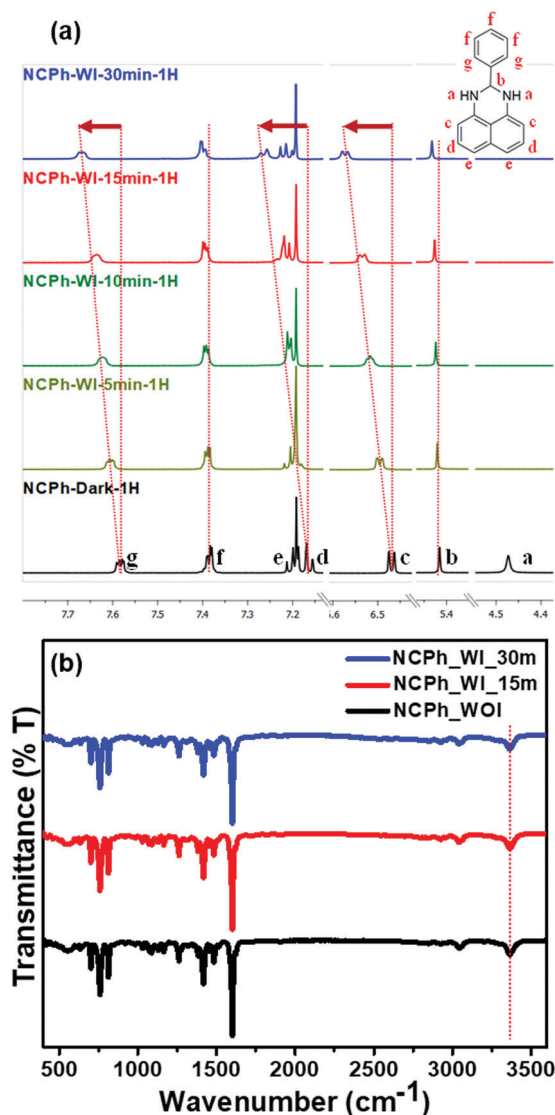 (a)
f
f f
g g
b
a HN NH a
c c
d d
e e
NCPh-WI-30min-1H
NCPh-WI-15min-1H
NCPh-WI-10min-1H
NCPh-WI-5min-1H
NCPh-Dark-1H
g f e d c b a
7.7 7.6 7.5 7.4 7.3 7.2 6.6 6.5 5.4 4.5 4.4
(b)
NCPh_WI_30m
NCPh_WI_15m
NCPh_WOI
Transmittance (% T)
500 1000 1500 2000 2500 3000 3500
Wavenumber (cm⁻¹)